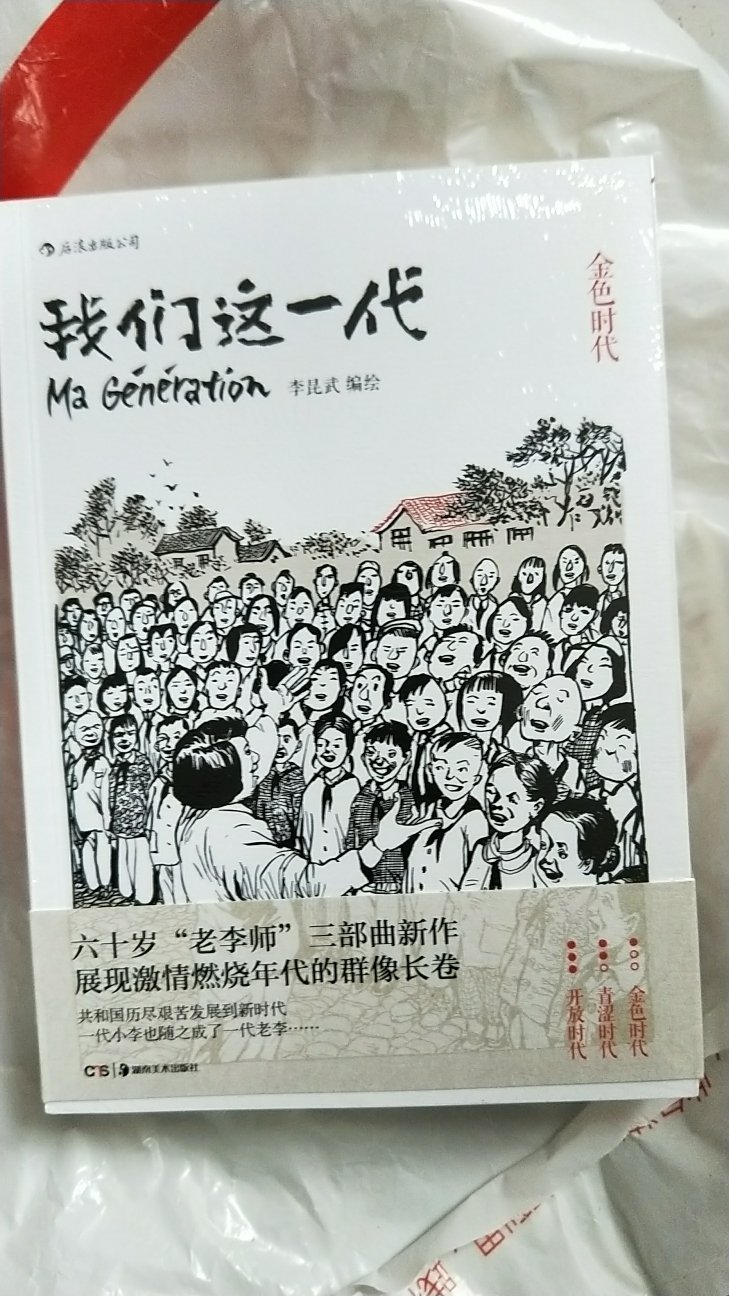 后浪出版公司
金色时代
我们这一代
Ma Génération
李昆武 编绘
六十岁“老李师”三部曲新作
展现激情燃烧年代的群像长卷
共和国历尽艰苦发展到新时代
一代小李也随之成了一代老李……
金色时代
青涩时代
开放时代
CTS
湖南美术出版社